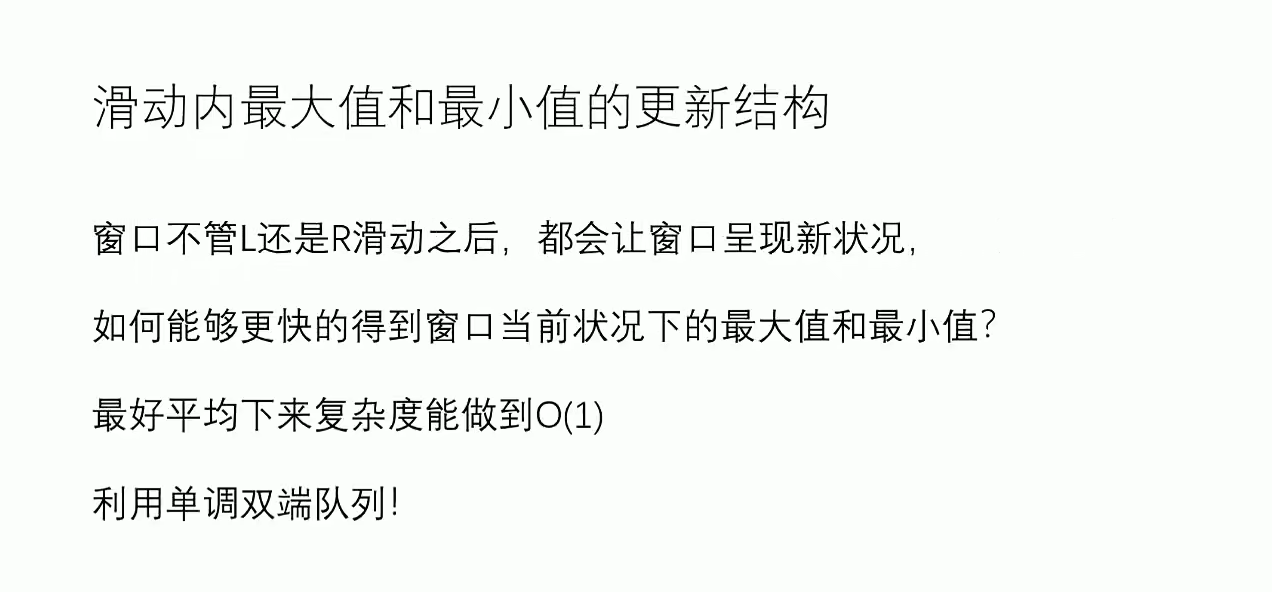 滑动内最大值和最小值的更新结构
窗口不管L还是R滑动之后，都会让窗口呈现新状况，
如何能够更快的得到窗口当前状况下的最大值和最小值？
最好平均下来复杂度能做到O(1)
利用单调双端队列！